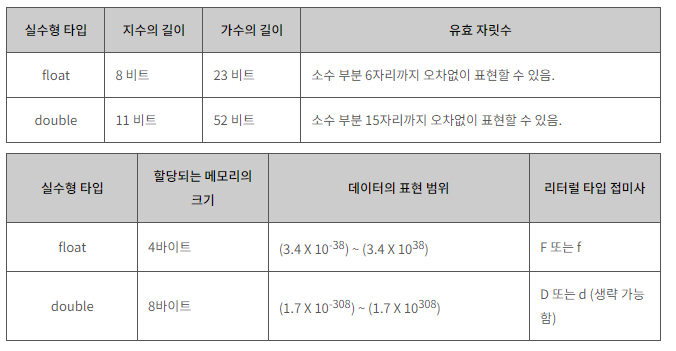 실수형 타입 지수의 길이 가수의 길이 유효 자릿수
float 8 비트 23 비트 소수 부분 6자리까지 오차없이 표현할 수 있음.
double 11 비트 52 비트 소수 부분 15자리까지 오차없이 표현할 수 있음.
실수형 타입 할당되는 메모리의 크기 데이터의 표현 범위 리터럴 타입 접미사
float 4바이트 (3.4 X 10-38) ~ (3.4 X 1038) F 또는 f
double 8바이트 (1.7 X 10-308) ~ (1.7 X 10308) D 또는 d (생략 가능함)